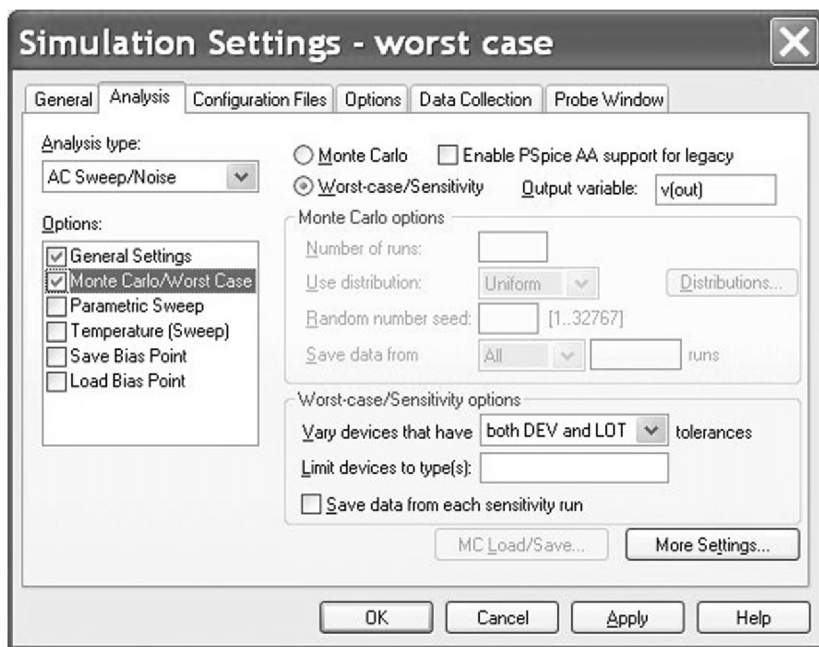 Simulation Settings - worst case
General Analysis Configuration Files Options Data Collection Probe Window
Analysis type:
AC Sweep/Noise
Options:
General Settings
Monte Carlo/Worst Case
Parametric Sweep
Temperature (Sweep)
Save Bias Point
Load Bias Point
Monte Carlo Enable PSpice AA support for legacy
Worst-case/Sensitivity Output variable: v(out)
Monte Carlo options
Number of runs:
Use distribution: Uniform Distributions...
Random number seed: [1..32767]
Save data from All runs
Worst-case/Sensitivity options
Vary devices that have both DEV and LOT tolerances
Limit devices to type(s):
Save data from each sensitivity run
MC Load/Save... More Settings...
OK Cancel Apply Help